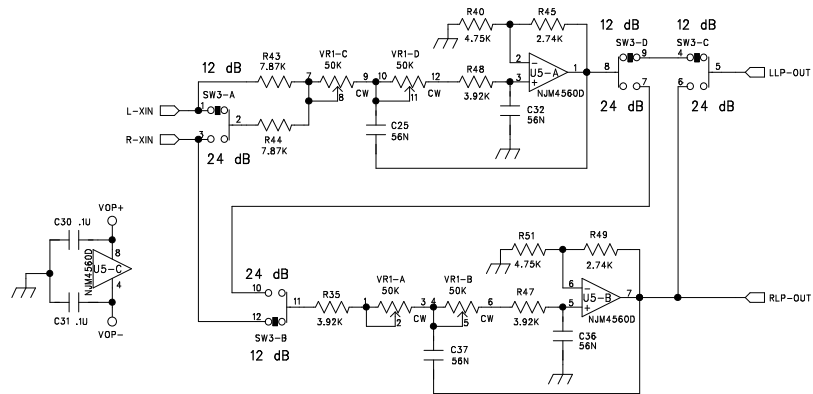 R40
4.75K
R45
2.74K
12 dB
12 dB
SW3-D
SW3-C
8
9
4
5
7
6
24 dB
24 dB
LLP-OUT
12 dB
R43
7.87K
VR1-C
50K
VR1-D
50K
R48
3.92K
2
3
1
U5-A
NJM4560D
7
8
9
CW
10
11
12
CW
L-XIN
SW3-A
1
2
3
R-XIN
24 dB
R44
7.87K
C25
56N
C32
56N
VOP+
C30 .1U
8
U5-C
NJM4560D
4
C31 .1U
VOP-
R51
4.75K
R49
2.74K
24 dB
10
11
12
SW3-B
12 dB
R35
3.92K
VR1-A
50K
1
2
3
CW
VR1-B
50K
4
5
6
CW
R47
3.92K
6
5
7
U5-B
NJM4560D
RLP-OUT
C37
56N
C36
56N